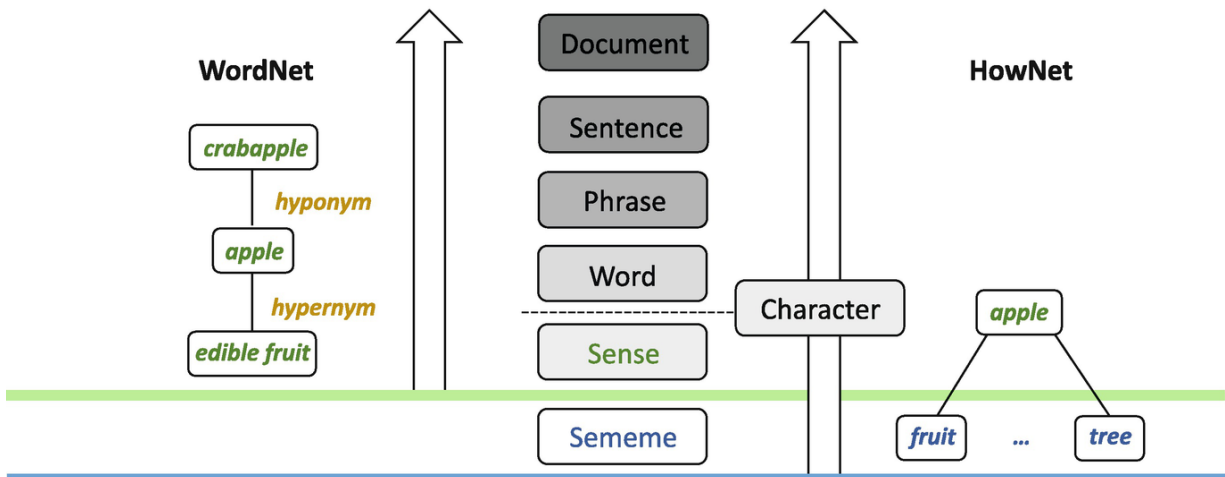 WordNet
crabapple
hyponym
apple
hypernym
edible fruit
Document
Sentence
Phrase
Word
Character
Sense
Sememe
HowNet
apple
fruit
...
tree